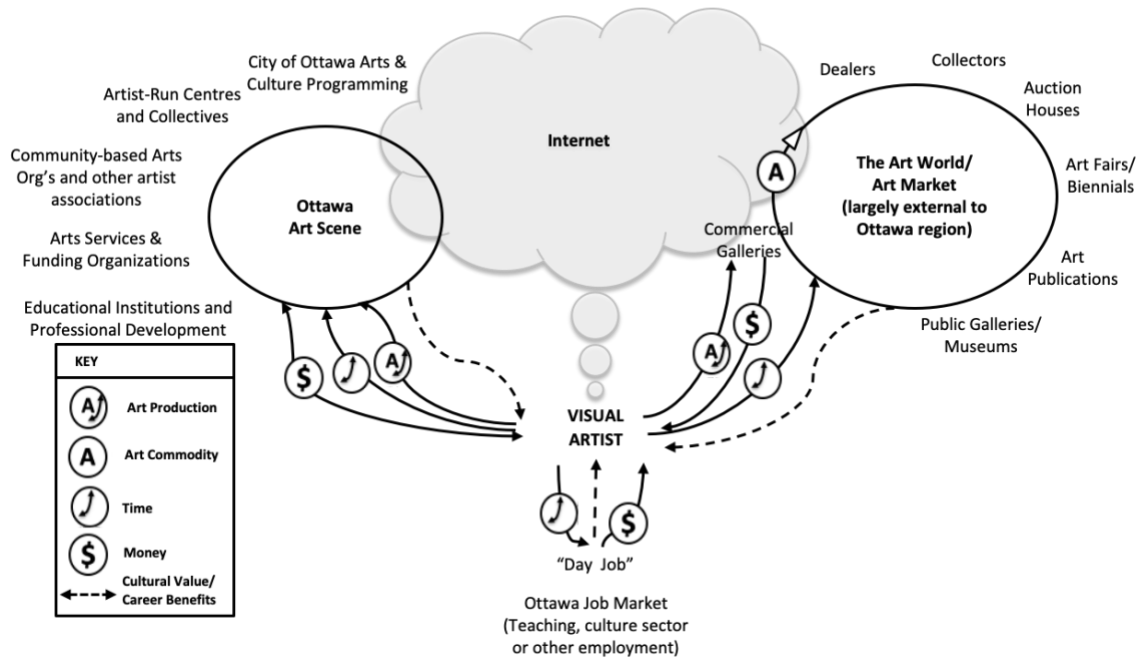 City of Ottawa Arts &
Culture Programming
Artist-Run Centres
and Collectives
Community-based Arts
Org's and other artist
associations
Arts Services &
Funding Organizations
Educational Institutions and
Professional Development
Ottawa
Art Scene
Internet
Dealers
Collectors
Auction
Houses
Art Fairs/
Biennials
Art
Publications
Public Galleries/
Museums
The Art World/
Art Market
(largely external to
Ottawa region)
A
Commercial
Galleries
$
A
$
A
VISUAL
ARTIST
$
"Day Job"
Ottawa Job Market
(Teaching, culture sector
or other employment)
KEY
A Art Production
A Art Commodity
Time
$ Money
Cultural Value/
Career Benefits